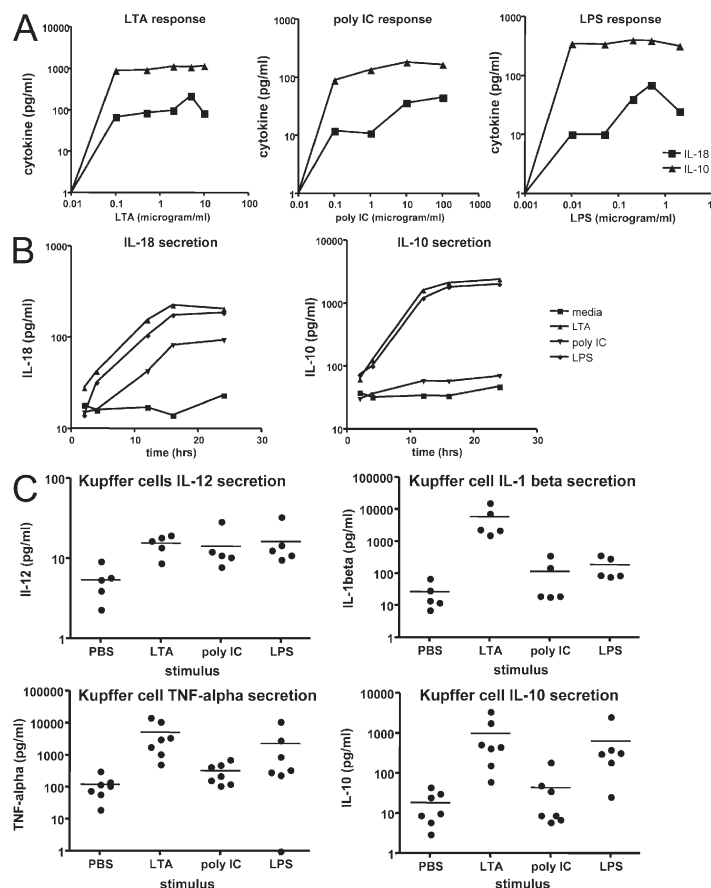 A
LTA response
cytokine (pg/ml)
10000
1000
100
10
1
0.01
0.1
1
10
100
LTA (microgram/ml)
poly IC response
cytokine (pg/ml)
1000
100
10
1
0.01
0.1
1
10
100
1000
poly IC (microgram/ml)
LPS response
cytokine (pg/ml)
1000
100
10
1
0.001
0.01
0.1
1
LPS (microgram/ml)
IL-18
IL-10
B
IL-18 secretion
IL-18 (pg/ml)
1000
100
10
0
10
20
30
time (hrs)
IL-10 secretion
IL-10 (pg/ml)
10000
1000
100
10
0
10
20
30
time (hrs)
media
LTA
poly IC
LPS
C
Kupffer cells IL-12 secretion
Il-12 (pg/ml)
100
10
1
PBS
LTA
poly IC
LPS
stimulus
Kupffer cell IL-1 beta secretion
IL-1beta (pg/ml)
100000
10000
1000
100
10
1
PBS
LTA
poly IC
LPS
stimulus
Kupffer cell TNF-alpha secretion
TNF-alpha (pg/ml)
100000
10000
1000
100
10
1
PBS
LTA
poly IC
LPS
stimulus
Kupffer cell IL-10 secretion
IL-10 (pg/ml)
10000
1000
100
10
1
PBS
LTA
poly IC
LPS
stimulus